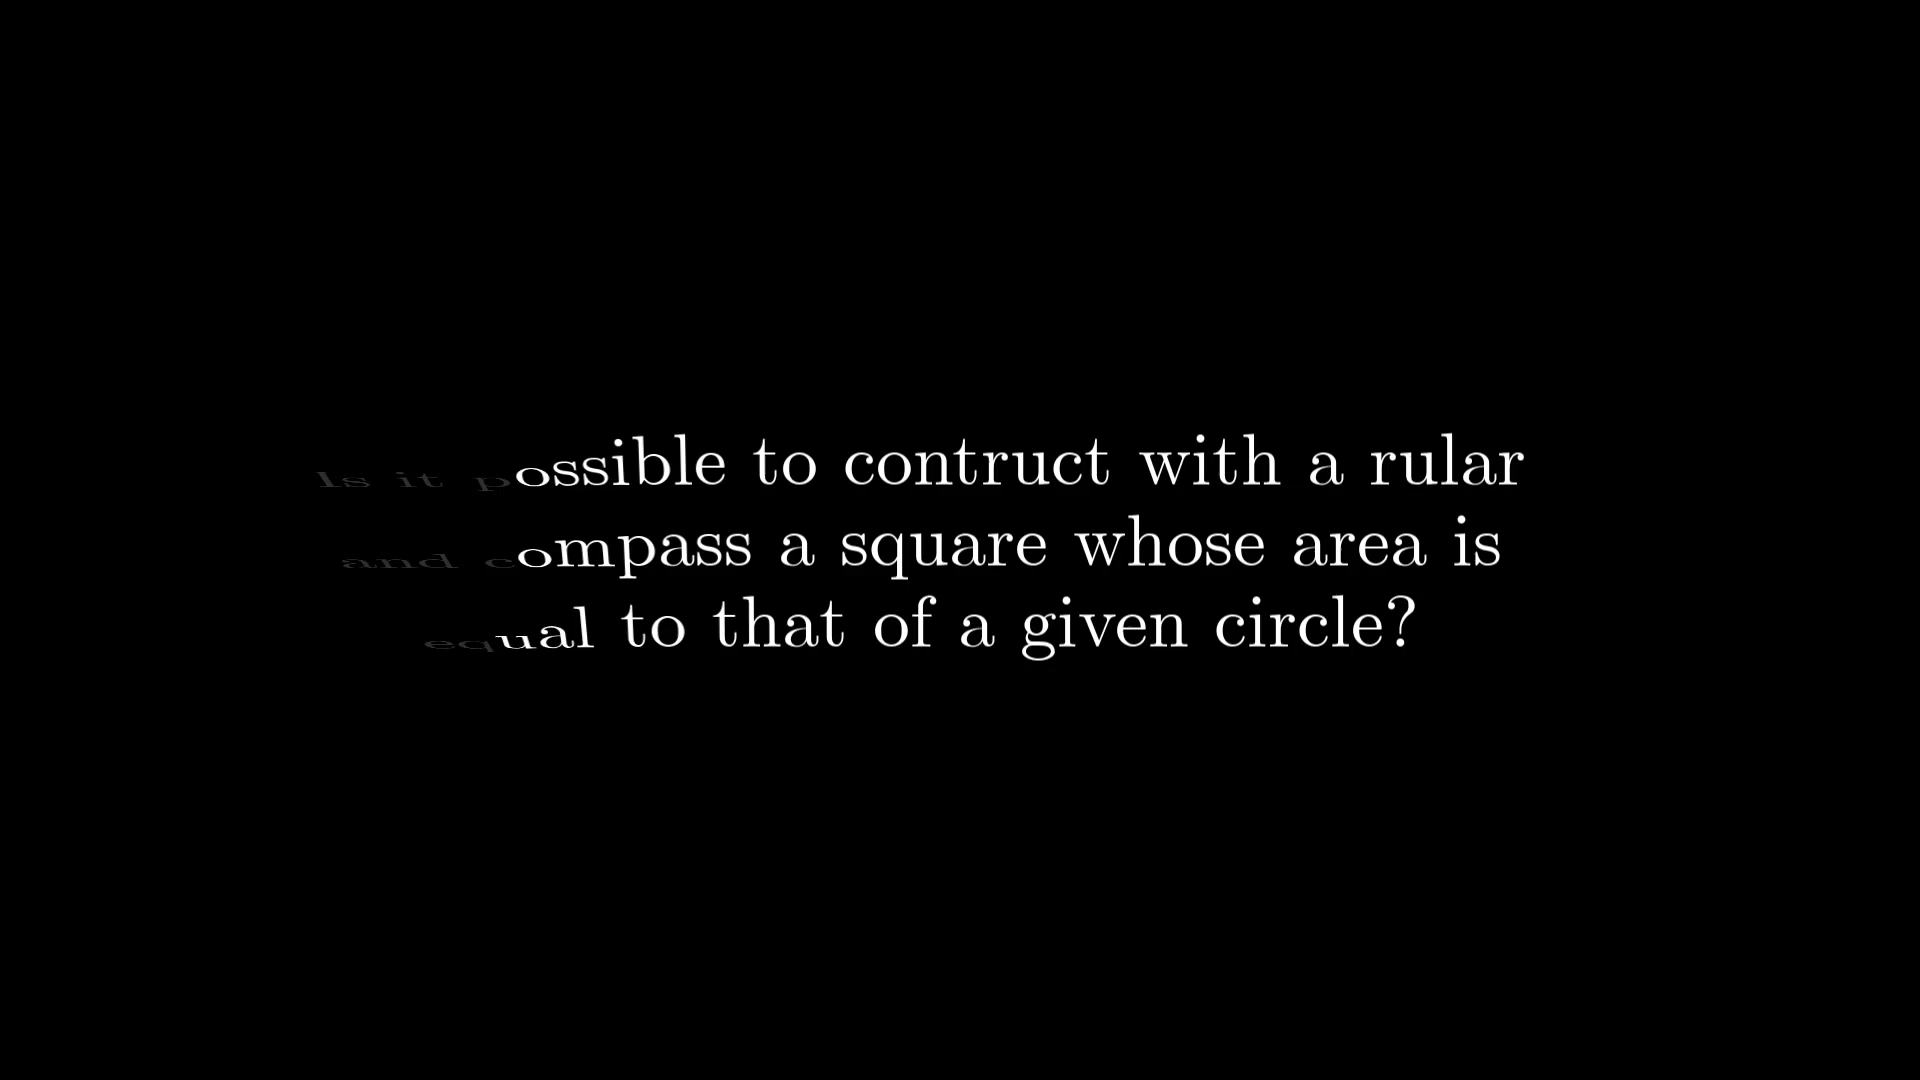 Is it possible to contruct with a rular
and compass a square whose area is
equal to that of a given circle?